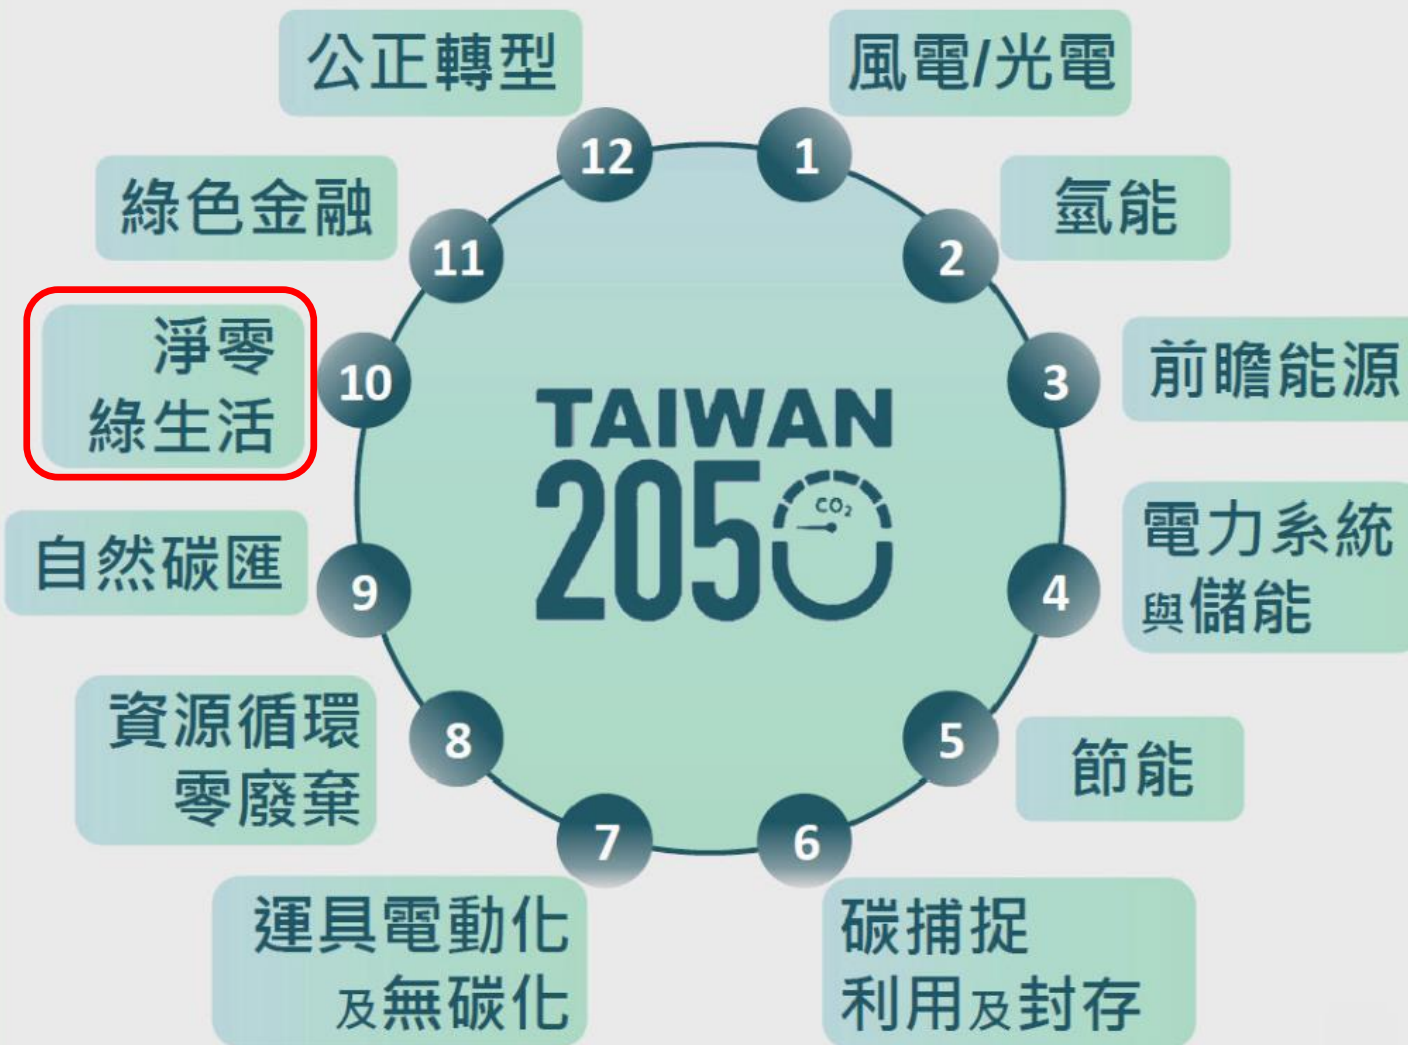 公正轉型
12
風電/光電
1
綠色金融
11
氫能
2
淨零
綠生活
10
前瞻能源
3
TAIWAN
2050
CO₂
自然碳匯
9
電力系統
與儲能
4
資源循環
零廢棄
8
節能
5
運具電動化
及無碳化
7
碳捕捉
利用及封存
6